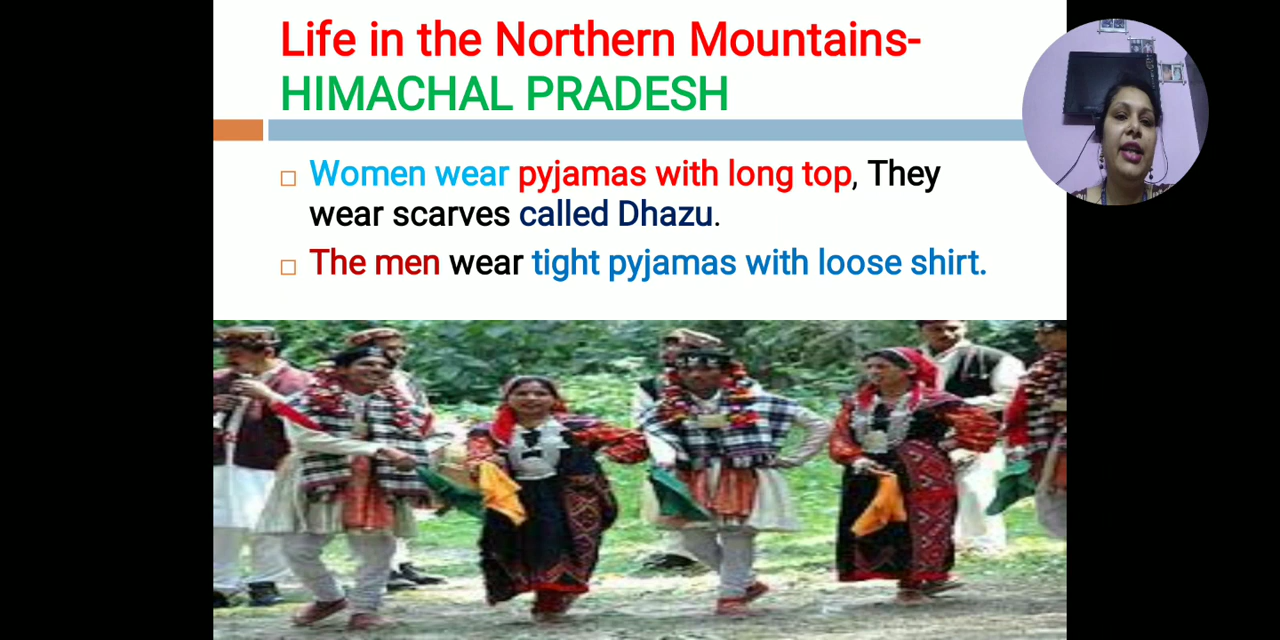 Life in the Northern Mountains-
HIMACHAL PRADESH
Women wear pyjamas with long top, They
wear scarves called Dhazu.
The men wear tight pyjamas with loose shirt.